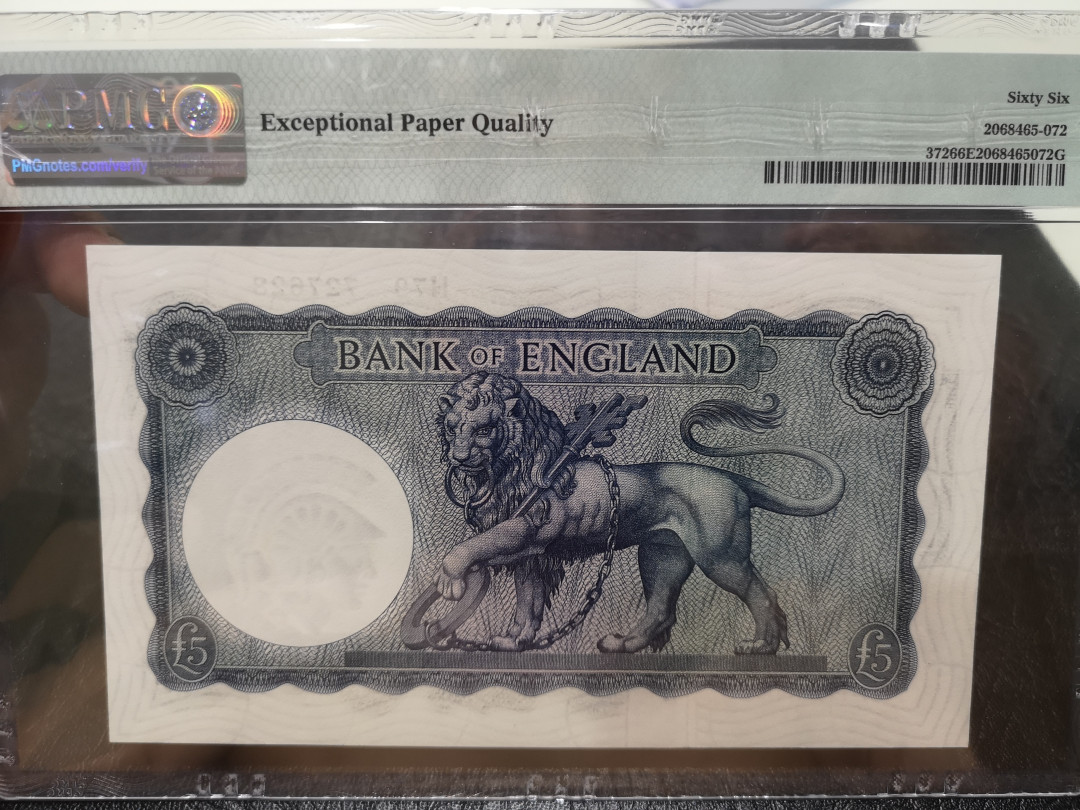 PMG
PMGnotes.com/verify
Exceptional Paper Quality
Sixty Six
2068465-072
37266E2068465072G
BANK OF ENGLAND
£5
£5